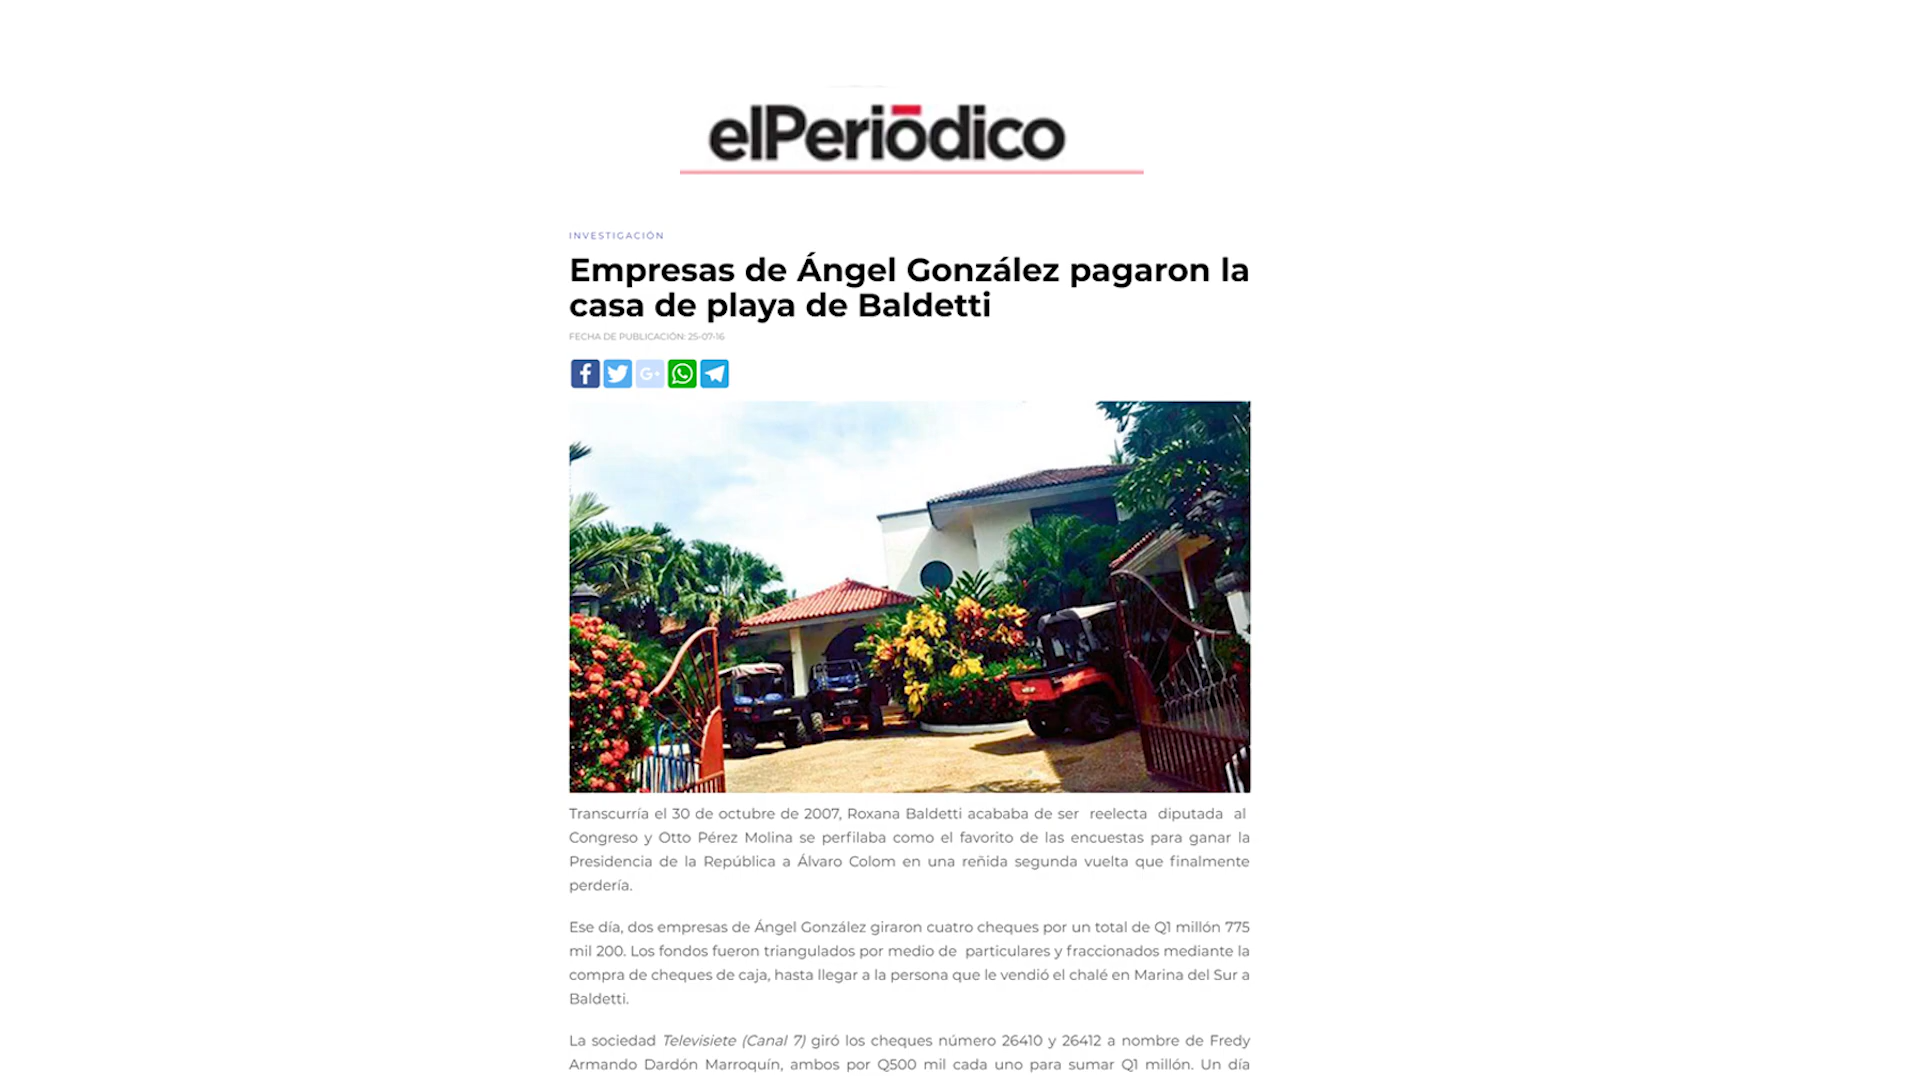 elPeriódico
INVESTIGACIÓN
Empresas de Ángel González pagaron la
casa de playa de Baldetti
FECHA DE PUBLICACIÓN: 25-07-16
Transcurría el 30 de octubre de 2007, Roxana Baldetti acababa de ser reelecta diputada al
Congreso y Otto Pérez Molina se perfilaba como el favorito de las encuestas para ganar la
Presidencia de la República a Álvaro Colom en una reñida segunda vuelta que finalmente
perdería.
Ese día, dos empresas de Ángel González giraron cuatro cheques por un total de Q1 millón 775
mil 200. Los fondos fueron triangulados por medio de particulares y fraccionados mediante la
compra de cheques de caja, hasta llegar a la persona que le vendió el chalé en Marina del Sur a
Baldetti.
La sociedad Televisiete (Canal 7) giró los cheques número 26410 y 26412 a nombre de Fredy
Armando Dardón Marroquín, ambos por Q500 mil cada uno para sumar Q1 millón. Un día